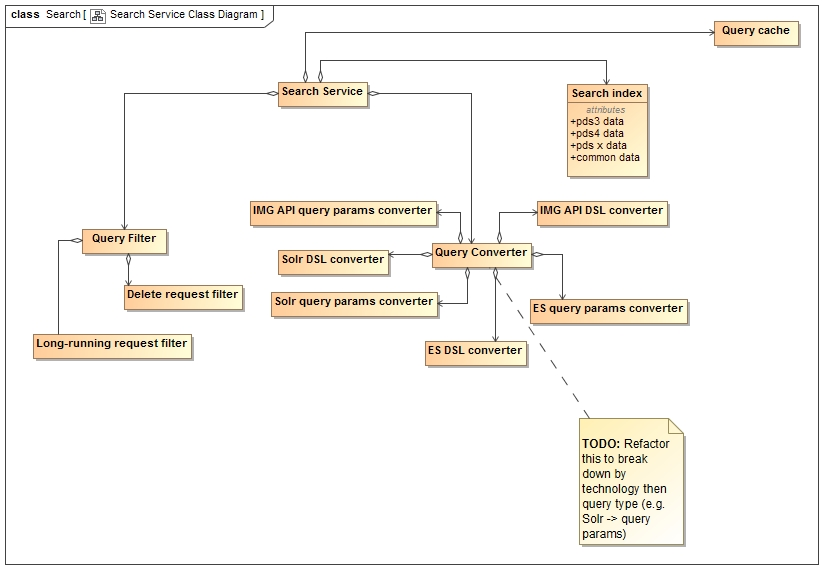 class Search [ Search Service Class Diagram ]
Query cache
Search Service
Search index
attributes
+pds3 data
+pds4 data
+pds x data
+common data
IMG API query params converter
IMG API DSL converter
Query Filter
Query Converter
Solr DSL converter
Delete request filter
Solr query params converter
ES query params converter
Long-running request filter
ES DSL converter
TODO: Refactor
this to break
down by
technology then
query type (e.g.
Solr -> query
params)